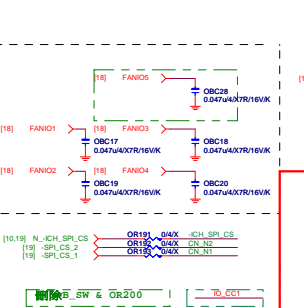 [18] FANIO5
OBC28
0.047u/4/X7R/16V/K
[18] FANIO1
[18] FANIO3
OBC17
0.047u/4/X7R/16V/K
OBC18
0.047u/4/X7R/16V/K
[18] FANIO2
[18] FANIO4
OBC19
0.047u/4/X7R/16V/K
OBC20
0.047u/4/X7R/16V/K
[10,19] N_-ICH_SPI_CS OR191 0/4/X -ICH_SPI_CS
[19] -SPI_CS_2 OR192 0/4/X CN_N2
[19] -SPI_CS_1 OR193 0/4/X CN_N1
刪除B_SW & OR200
IO_CC1